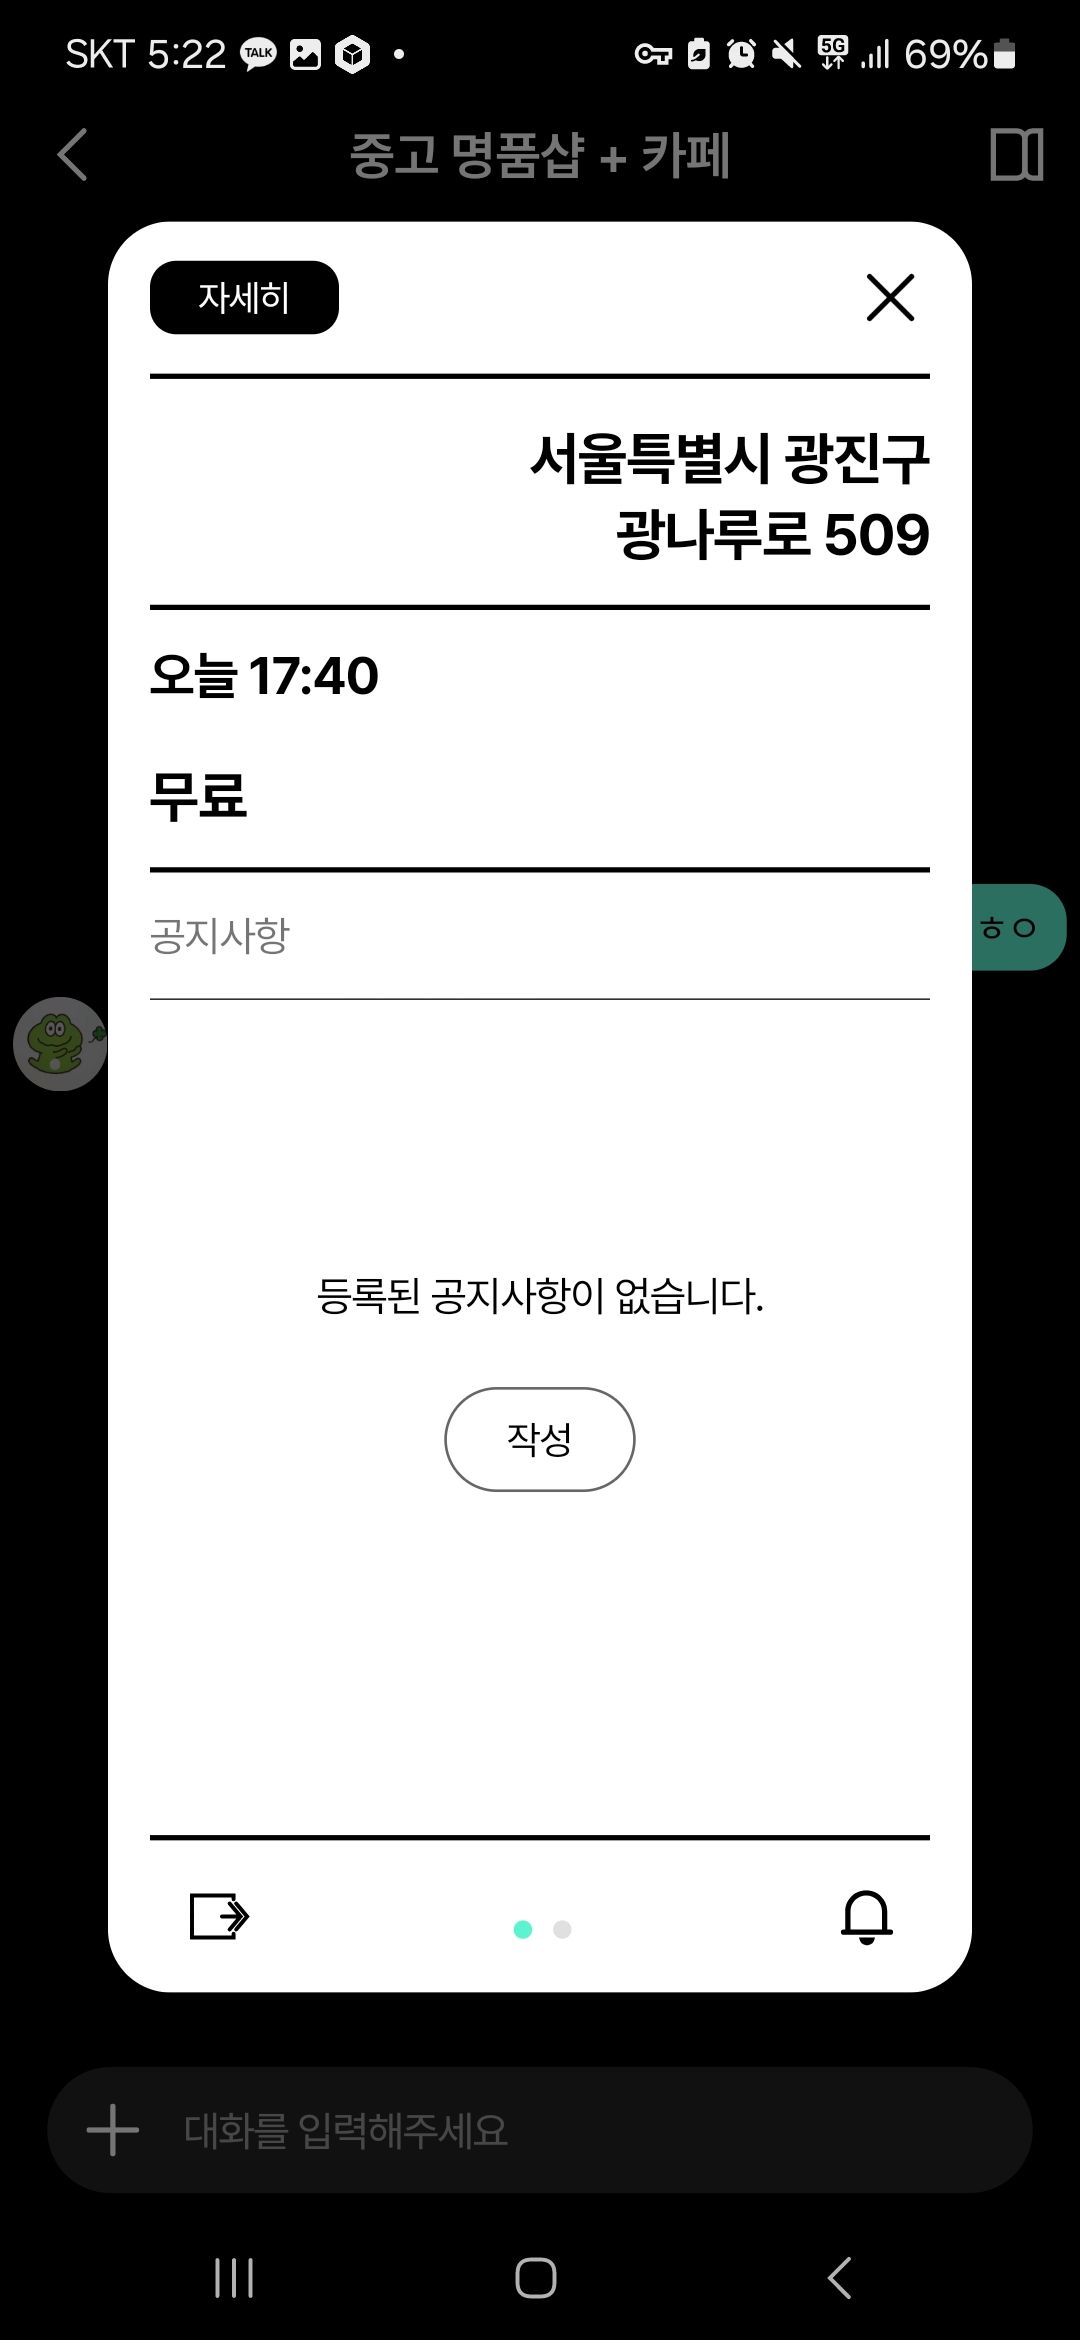 SKT 5:22 TALK
5G 69%
중고 명품샵 + 카페
자세히
서울특별시 광진구
광나루로 509
오늘 17:40
무료
공지사항
ㅎㅇ
등록된 공지사항이 없습니다.
작성
대화를 입력해주세요